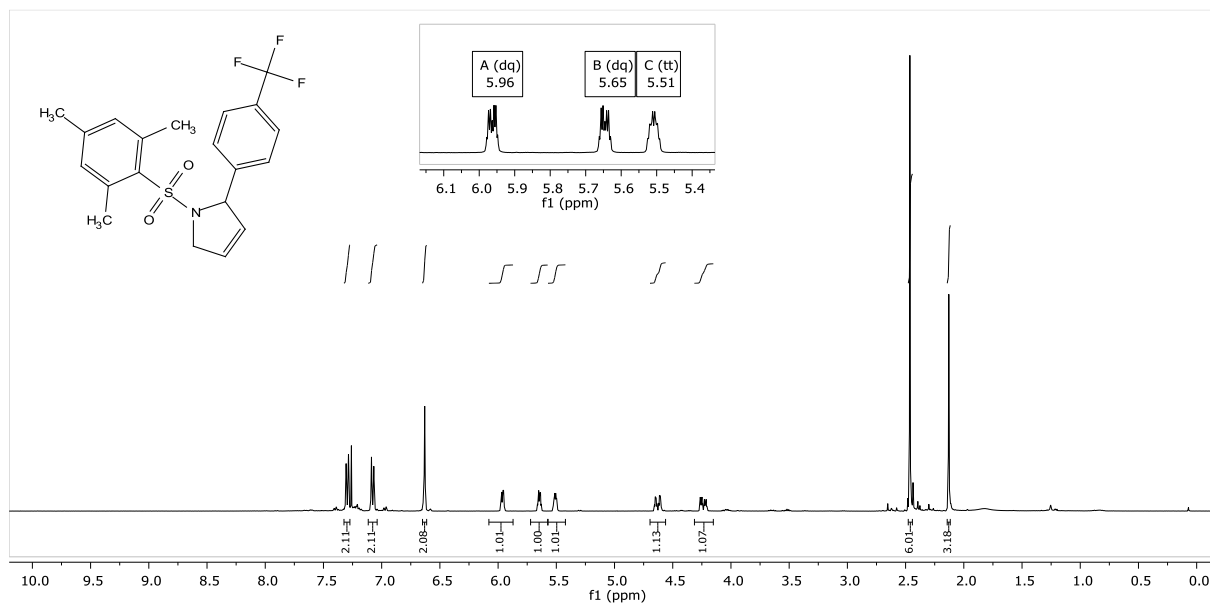 F
F
F
H₃C
CH₃
O
S
N
O
CH₃
A (dq)
5.96
B (dq)
5.65
C (tt)
5.51
6.1 6.0 5.9 5.8 5.7 5.6 5.5 5.4
f1 (ppm)
2.11
2.11
2.08
1.01
1.00
1.01
1.13
1.07
6.01
3.18
10.0 9.5 9.0 8.5 8.0 7.5 7.0 6.5 6.0 5.5 5.0 4.5 4.0 3.5 3.0 2.5 2.0 1.5 1.0 0.5 0.0
f1 (ppm)